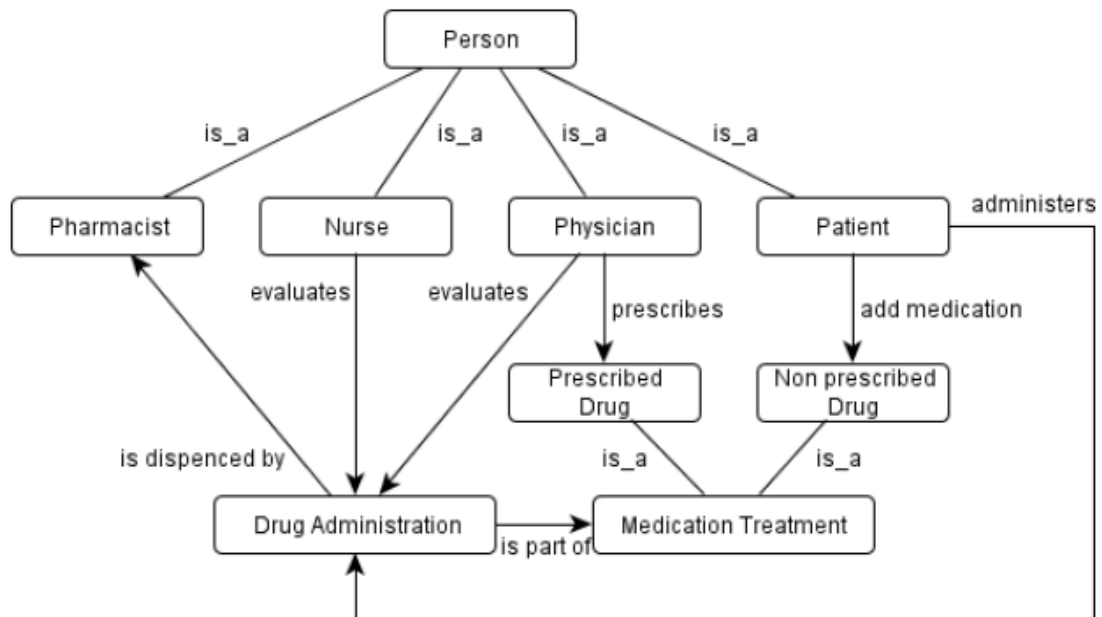 Person
is_a
is_a
is_a
is_a
Pharmacist
Nurse
Physician
Patient
administers
evaluates
evaluates
prescribes
add medication
Prescribed
Drug
Non prescribed
Drug
is dispenced by
is_a
is_a
Drug Administration
is part of
Medication Treatment